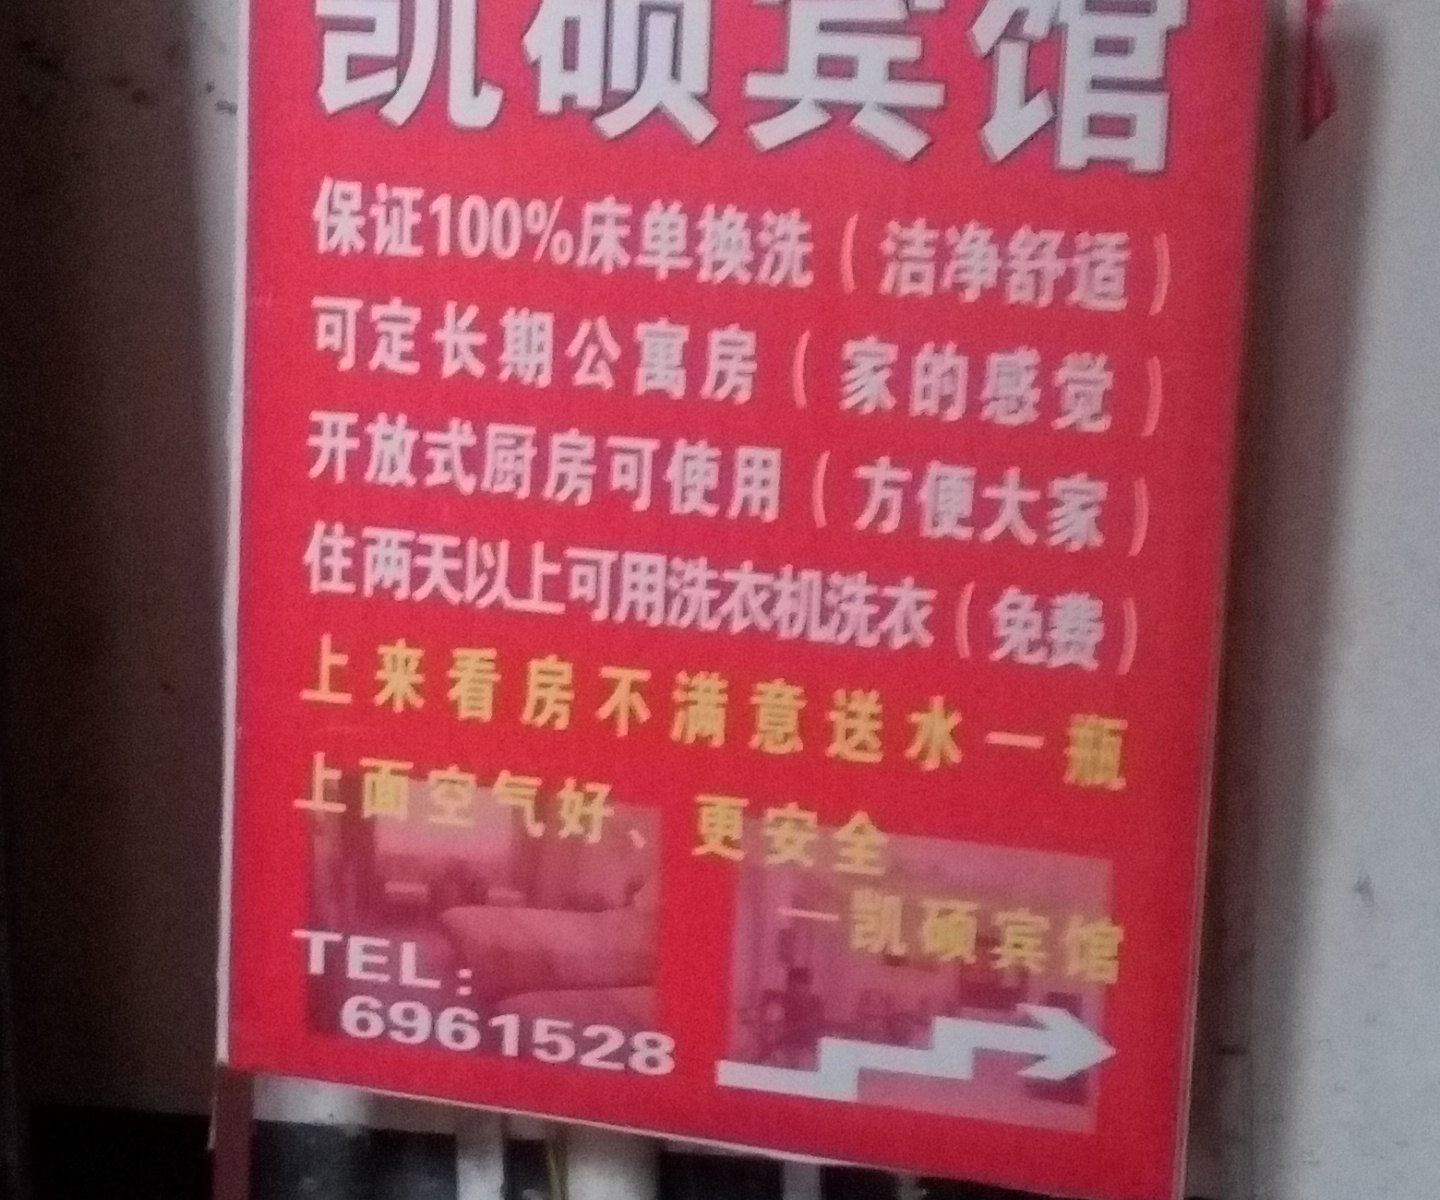 凯硕宾馆
保证100%床单换洗（洁净舒适）
可定长期公寓房（家的感觉）
开放式厨房可使用（方便大家）
住两天以上可用洗衣机洗衣（免费）
上来看房不满意送水一瓶
上面空气好、更安全
—凯硕宾馆
TEL:
6961528